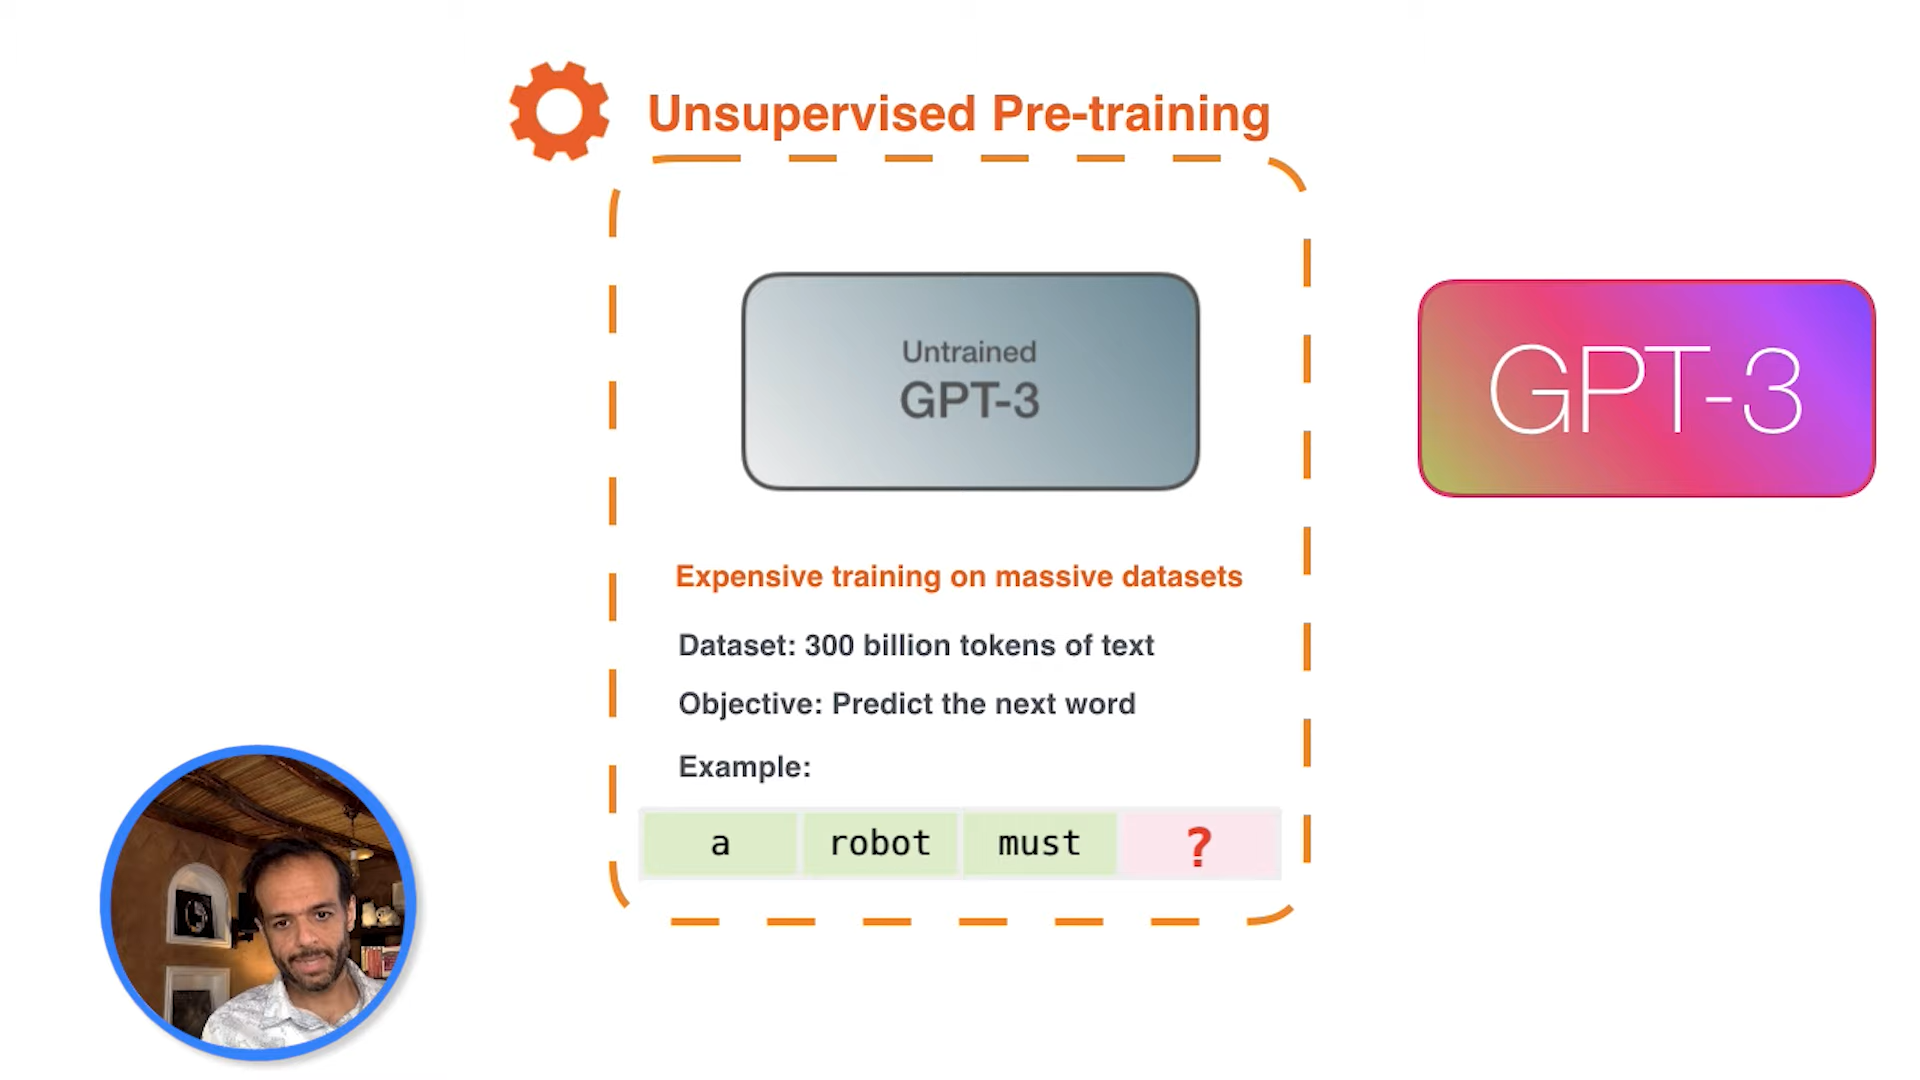 Unsupervised Pre-training
Untrained
GPT-3
GPT-3
Expensive training on massive datasets
Dataset: 300 billion tokens of text
Objective: Predict the next word
Example:
a robot must ?